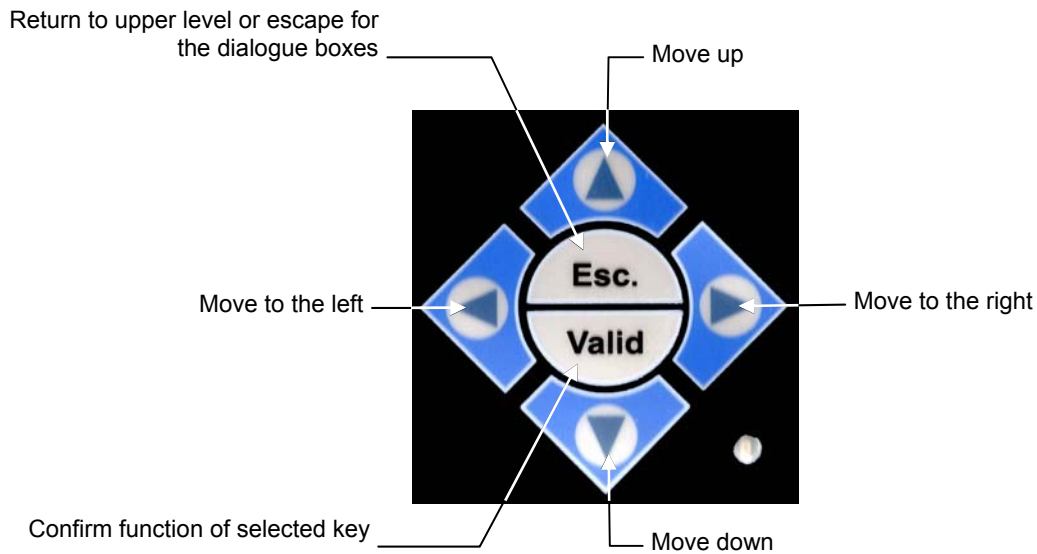 Return to upper level or escape for
the dialogue boxes
Move up
Esc.
Move to the left
Move to the right
Valid
Confirm function of selected key
Move down